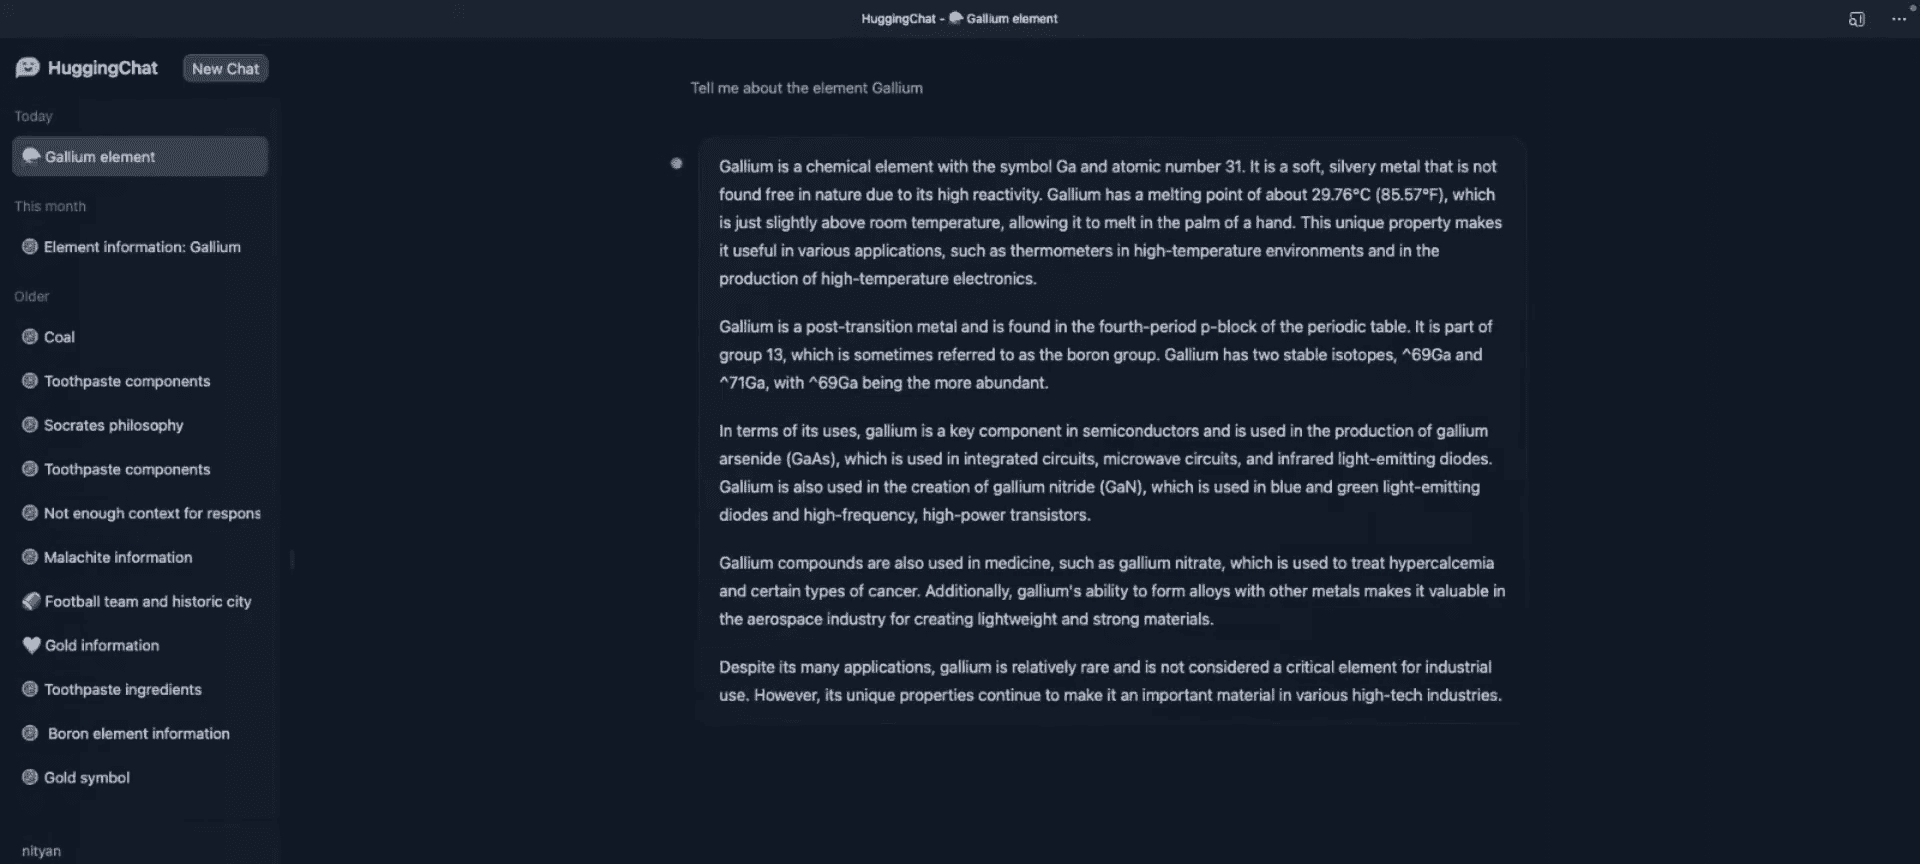 HuggingChat - Gallium element
HuggingChat
New Chat
Today
Gallium element
This month
Element information: Gallium
Older
Coal
Toothpaste components
Socrates philosophy
Toothpaste components
Not enough context for respons
Malachite information
Football team and historic city
Gold information
Toothpaste ingredients
Boron element information
Gold symbol
nityan
Tell me about the element Gallium
Gallium is a chemical element with the symbol Ga and atomic number 31. It is a soft, silvery metal that is not
found free in nature due to its high reactivity. Gallium has a melting point of about 29.76°C (85.57°F), which
is just slightly above room temperature, allowing it to melt in the palm of a hand. This unique property makes
it useful in various applications, such as thermometers in high-temperature environments and in the
production of high-temperature electronics.
Gallium is a post-transition metal and is found in the fourth-period p-block of the periodic table. It is part of
group 13, which is sometimes referred to as the boron group. Gallium has two stable isotopes, ^69Ga and
^71Ga, with ^69Ga being the more abundant.
In terms of its uses, gallium is a key component in semiconductors and is used in the production of gallium
arsenide (GaAs), which is used in integrated circuits, microwave circuits, and infrared light-emitting diodes.
Gallium is also used in the creation of gallium nitride (GaN), which is used in blue and green light-emitting
diodes and high-frequency, high-power transistors.
Gallium compounds are also used in medicine, such as gallium nitrate, which is used to treat hypercalcemia
and certain types of cancer. Additionally, gallium's ability to form alloys with other metals makes it valuable in
the aerospace industry for creating lightweight and strong materials.
Despite its many applications, gallium is relatively rare and is not considered a critical element for industrial
use. However, its unique properties continue to make it an important material in various high-tech industries.